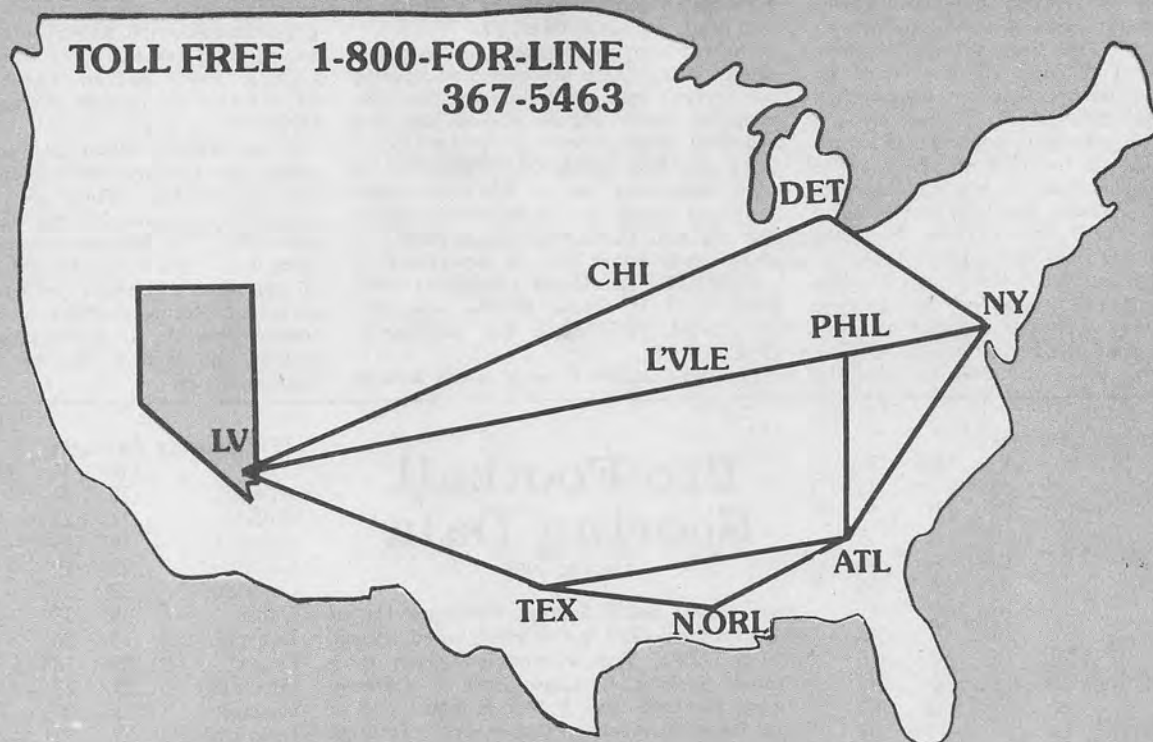 TOLL FREE 1-800-FOR-LINE
367-5463
DET
CHI
NY
PHIL
L'VLE
LV
ATL
TEX
N.ORL